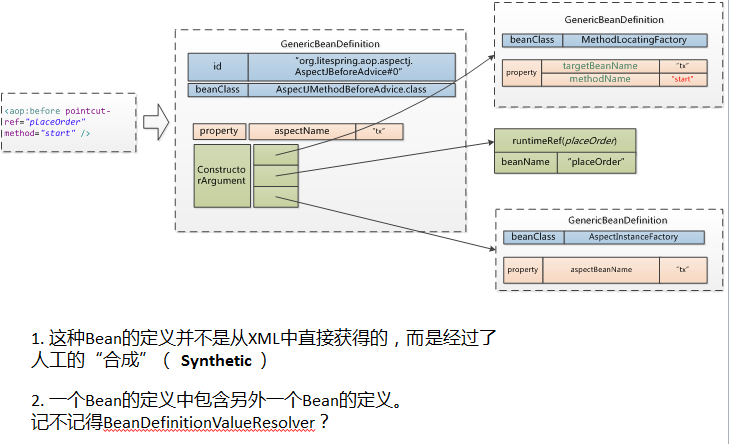 <aop:before pointcut-
ref="placeOrder"
method="start" />
GenericBeanDefinition
id
"org.litespring.aop.aspectj.
AspectJBeforeAdvice#0"
beanClass
AspectJMethodBeforeAdvice.class
property
aspectName
"tx"
Constructo
rArgument
GenericBeanDefinition
beanClass
MethodLocatingFactory
property
targetBeanName
"tx"
methodName
"start"
runtimeRef(placeOrder)
beanName
"placeOrder"
GenericBeanDefinition
beanClass
AspectInstanceFactory
property
aspectBeanName
"tx"
1. 这种Bean的定义并不是从XML中直接获得的，而是经过了
人工的“合成”（ Synthetic ）
2. 一个Bean的定义中包含另外一个Bean的定义。
记不记得BeanDefinitionValueResolver？